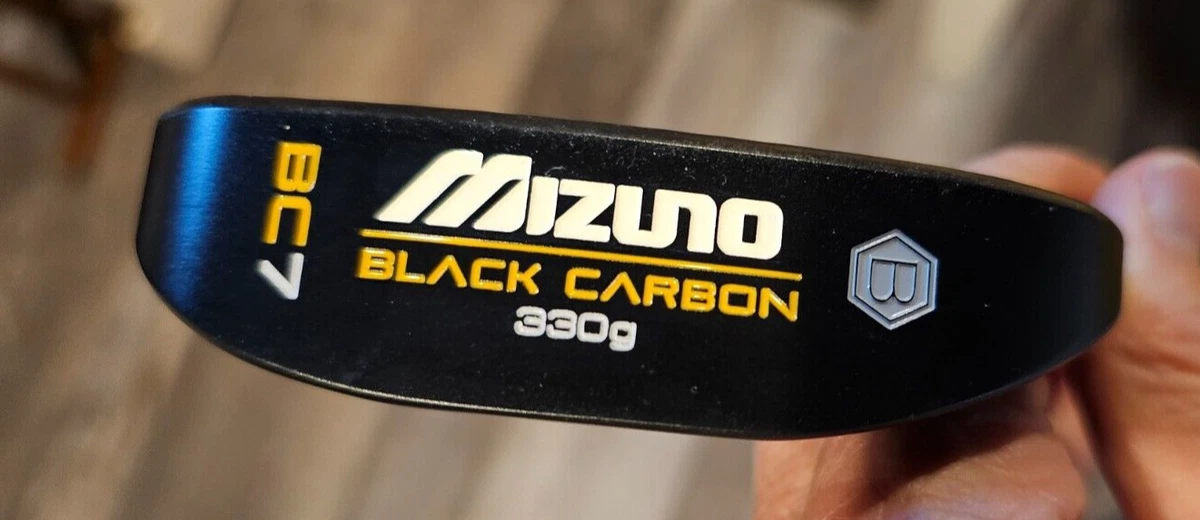 BC7
MIZUNO
BLACK CARBON
330g
B